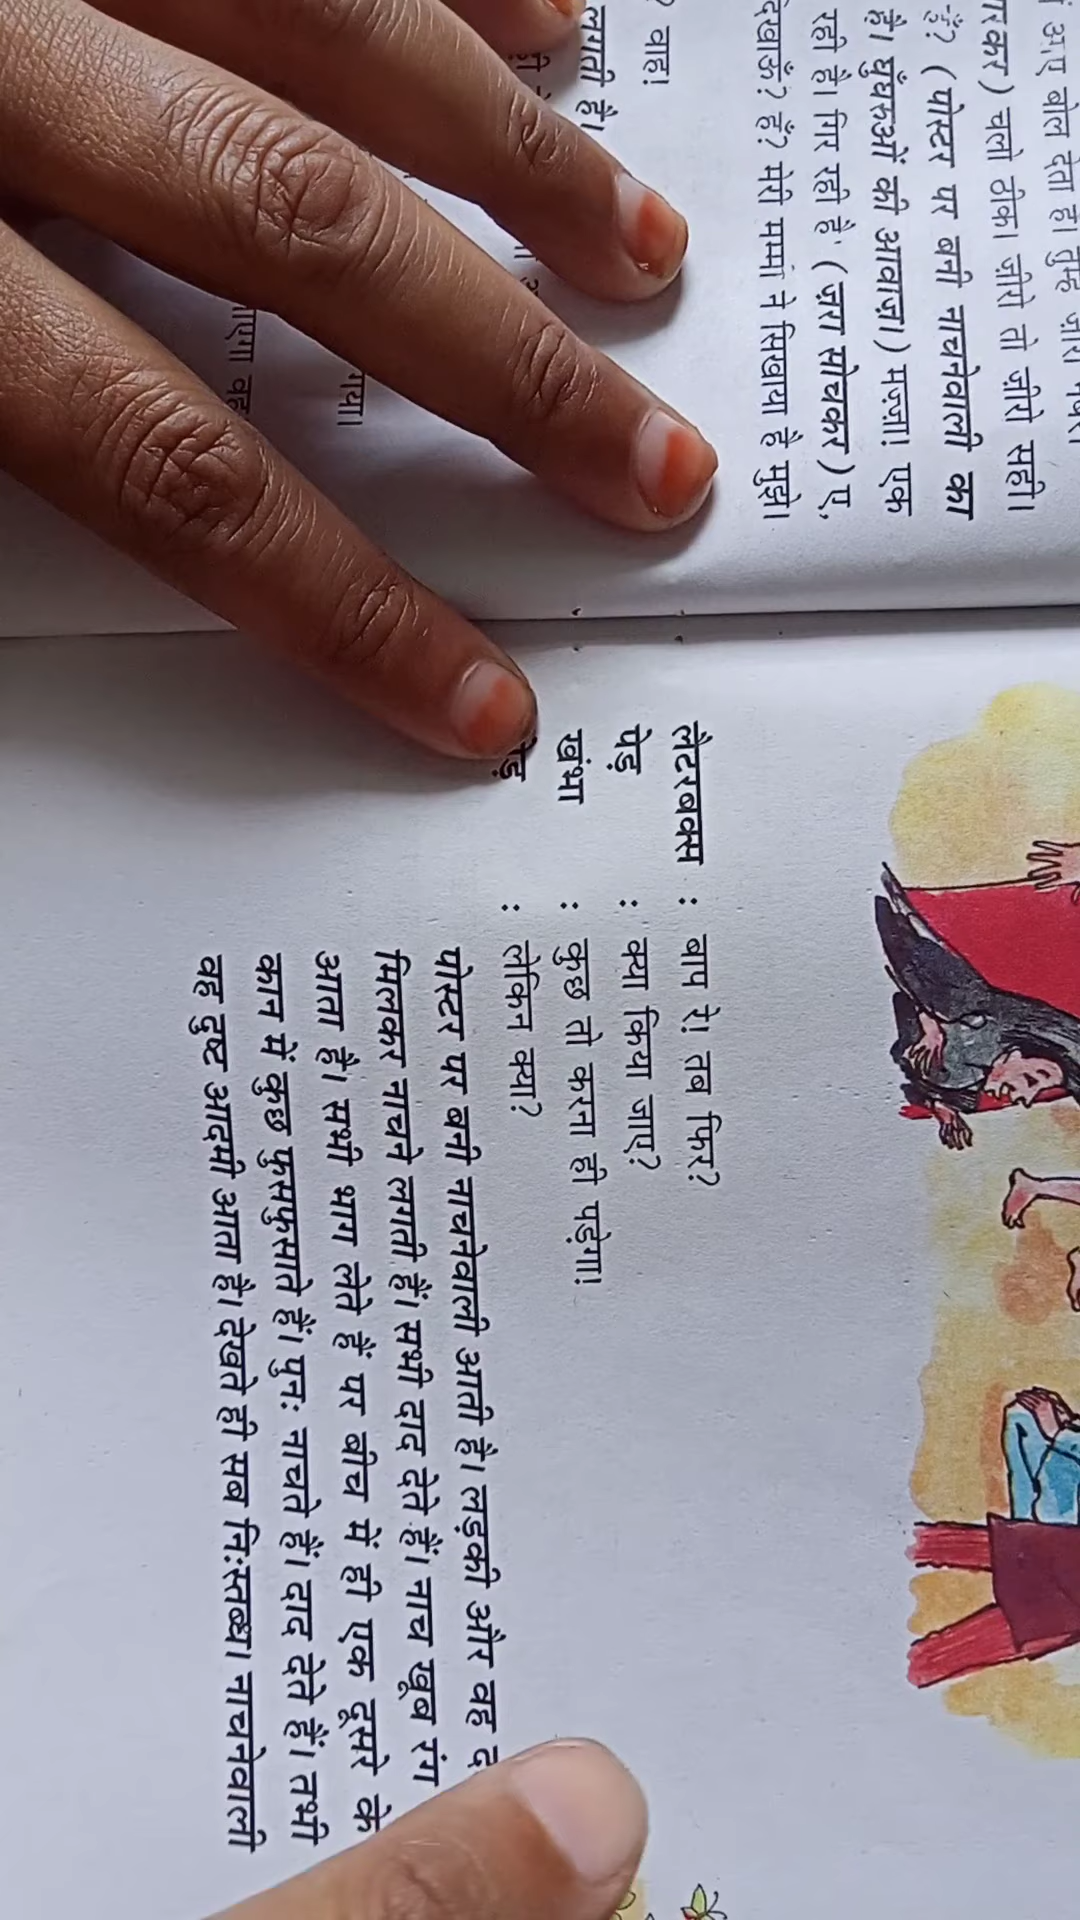 आए बोल देता है। तुम्हें
चलो ठीक। जीरो तो ज़ीरो सही।
(पोस्टर पर बनी नाचनेवाली का
है। घुँघरुओं की आवाज़।) मज़्ज़ा! एक
रही है। गिर रही है' (ज़रा सोचकर) ए,
दिखाऊँ? हैं? मेरी ममा ने सिखाया है मुझे।
? वाह!
लगती है।
गया।
वह
लैटरबक्स : बाप रे! तब फिर?
पेड़ : क्या किया जाए?
खंभा : कुछ तो करना ही पड़ेगा!
: लेकिन क्या?
पोस्टर पर बनी नाचनेवाली आती है। लड़की और वह
मिलकर नाचने लगती हैं। सभी दाद देते हैं। नाच खूब रंग
आता है। सभी भाग लेते हैं पर बीच में ही एक दूसरे के
कान में कुछ फुसफुसाते हैं। पुनः नाचते हैं। दाद देते हैं। तभी
वह दुष्ट आदमी आता है। देखते ही सब निःस्तब्ध। नाचनेवाली